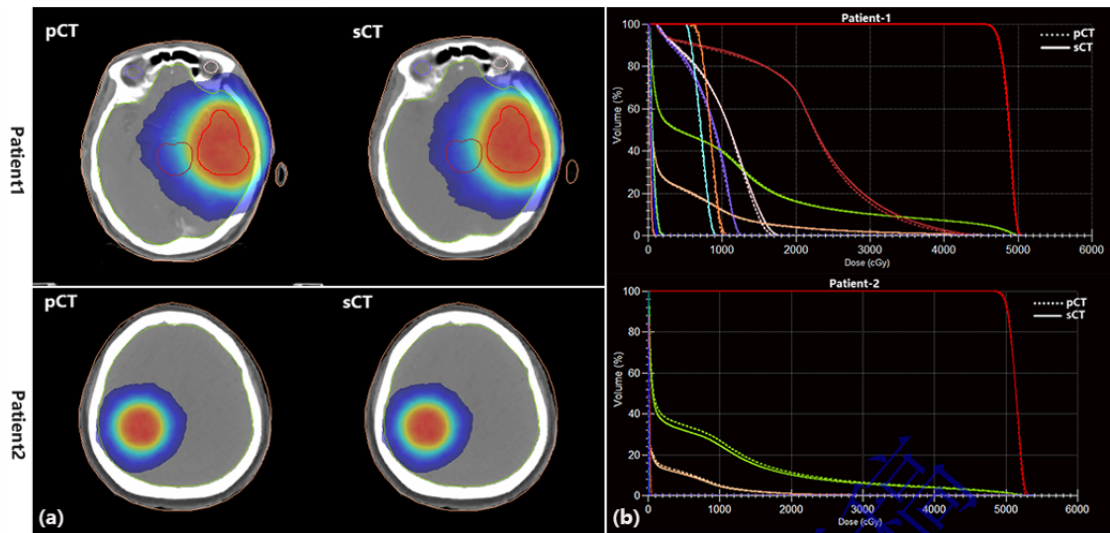 pCT
sCT
Patient1
pCT
sCT
Patient2
(a)
Patient-1
pCT
sCT
Volume (%)
100
80
60
40
20
0
0
1000
2000
3000
4000
5000
6000
Dose (cGy)
Patient-2
pCT
sCT
Volume (%)
100
80
60
40
20
0
0
1000
2000
3000
4000
5000
6000
Dose (cGy)
(b)